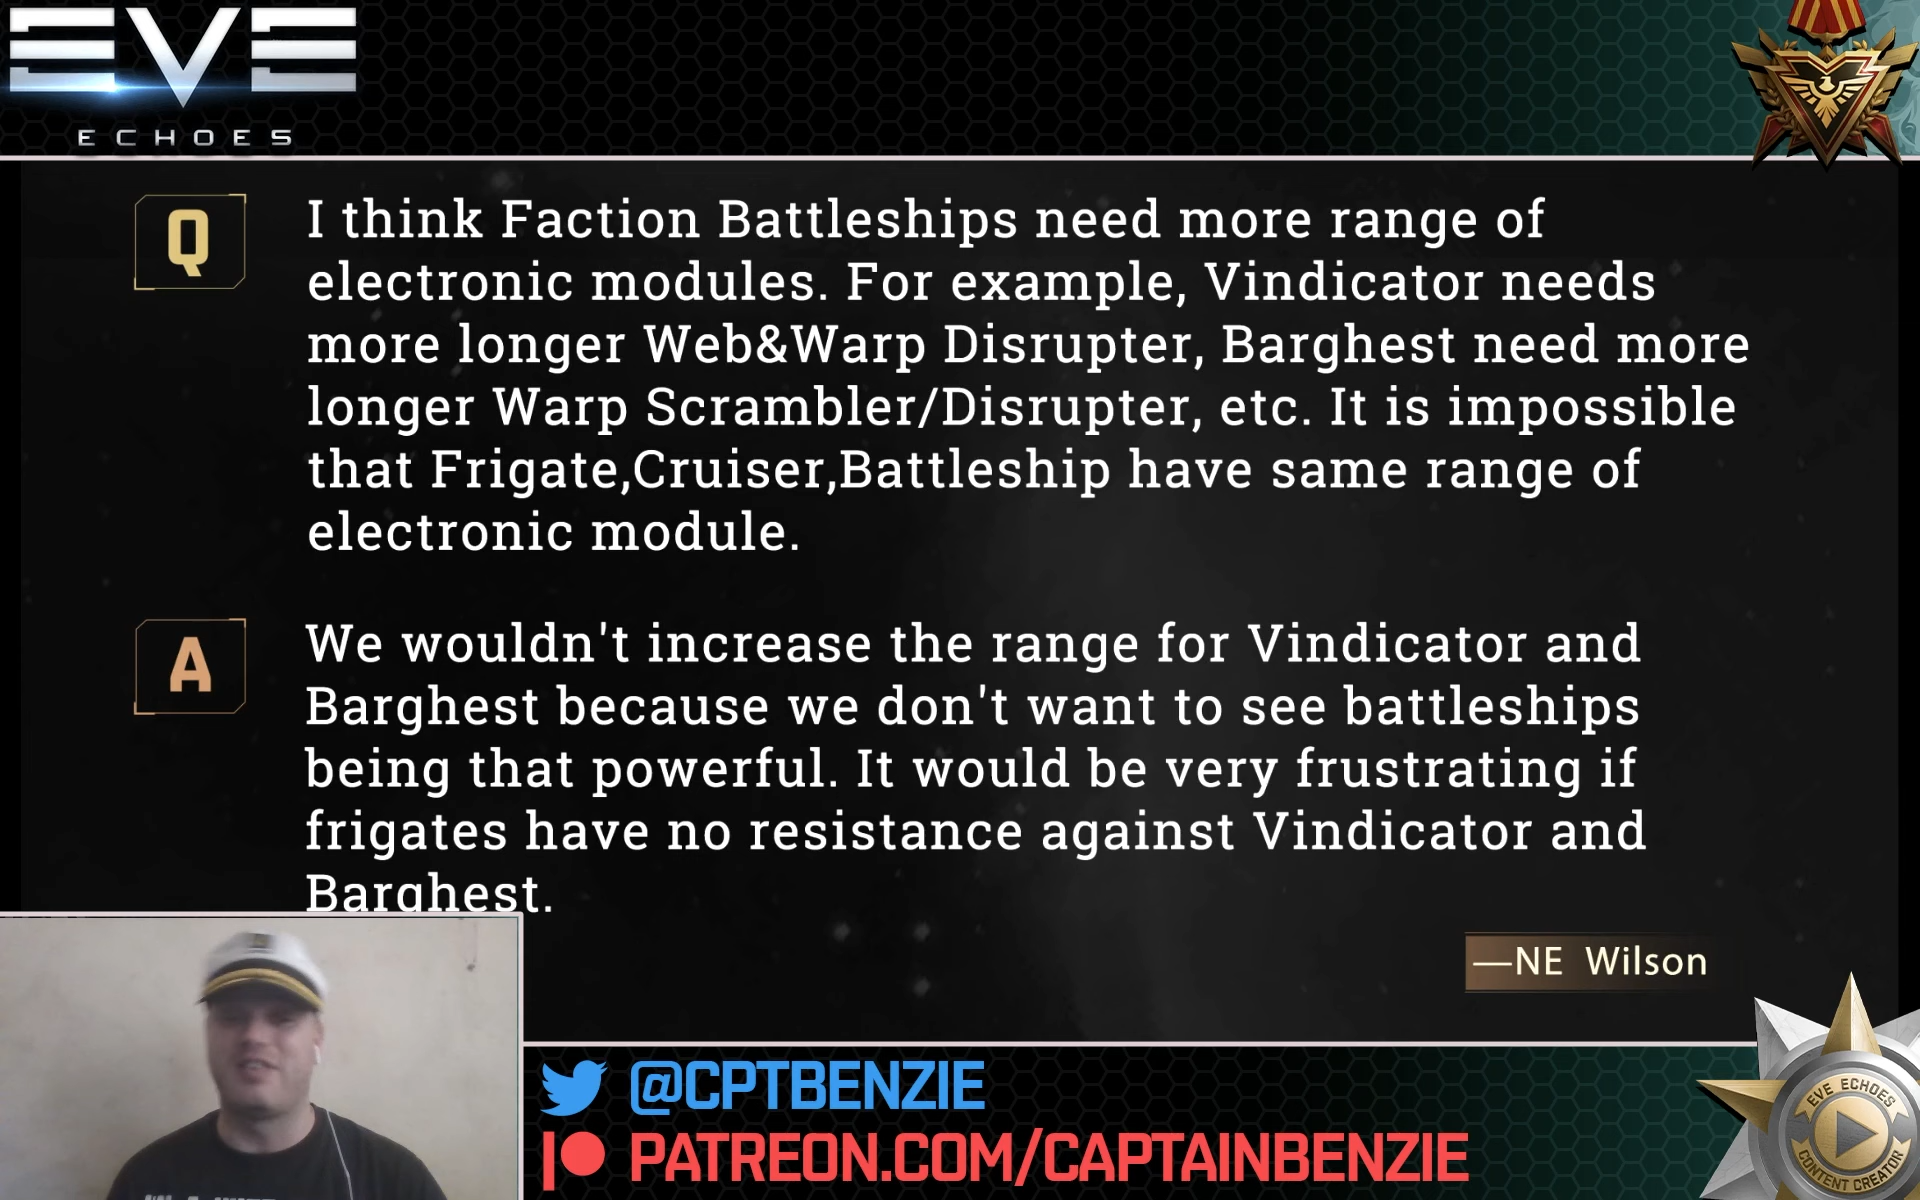 EVE
ECHOES
Q
I think Faction Battleships need more range of
electronic modules. For example, Vindicator needs
more longer Web&Warp Disrupter, Barghest need more
longer Warp Scrambler/Disrupter, etc. It is impossible
that Frigate,Cruiser,Battleship have same range of
electronic module.
A
We wouldn't increase the range for Vindicator and
Barghest because we don't want to see battleships
being that powerful. It would be very frustrating if
frigates have no resistance against Vindicator and
Barghest.
—NE Wilson
@CPTBENZIE
PATREON.COM/CAPTAINBENZIE
EVE ECHOES
CONTENT CREATOR